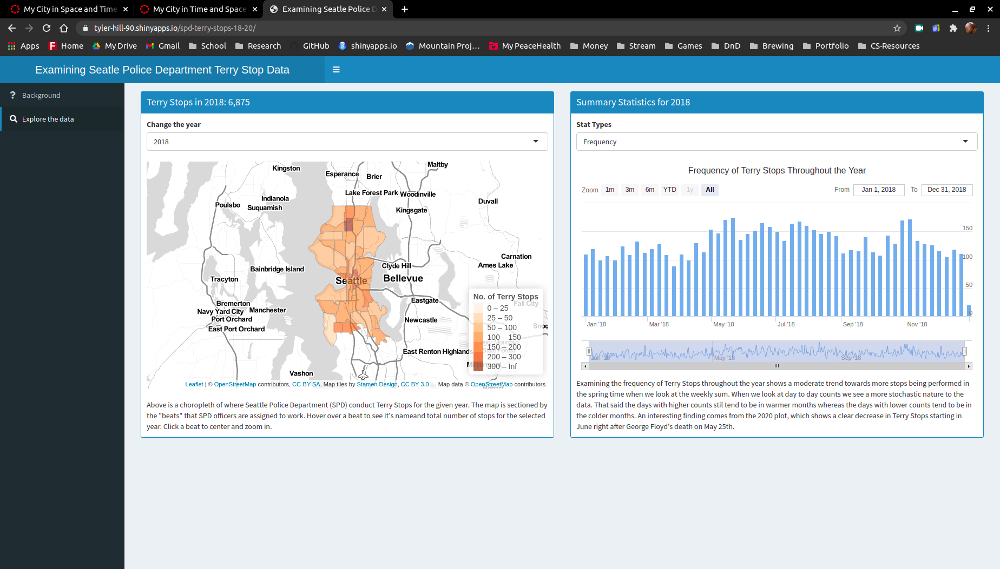 My City in Space and Time
My City in Time and Space
Examining Seatle Police D
tyler-hill-90.shinyapps.io/spd-terry-stops-18-20/
Apps
Home
My Drive
Gmail
School
Research
GitHub
shinyapps.io
Mountain Proj...
My PeaceHealth
Money
Stream
Games
DnD
Brewing
Portfolio
CS-Resources
Examining Seatle Police Department Terry Stop Data
Background
Explore the data
Terry Stops in 2018: 6,875
Change the year
2018
Kingston
Maltby
Esperance
Brier
Lake Forest Park
Woodinville
Indianola
Duvall
Poulsbo
Suquamish
Kingsgate
Carnation
Ames Lake
Clyde Hill
Bainbridge Island
Tracyton
Seattle
Bellevue
Eastgate
Bremerton
Navy Yard City
Manchester
Port Orchard
East Port Orchard
Newcastle
East Renton Highlands
Vashon
No. of Terry Stops
Fall City
0 – 25
25 – 50
50 – 100
100 – 150
150 – 200
200 – 300
300 – Inf
Snoq
Leaflet | © OpenStreetMap contributors, CC-BY-SA, Map tiles by Stamen Design, CC BY 3.0 — Map data © OpenStreetMap contributors
Above is a choropleth of where Seattle Police Department (SPD) conduct Terry Stops for the given year. The map is sectioned by
the "beats" that SPD officers are assigned to work. Hover over a beat to see it's nameand total number of stops for the selected
year. Click a beat to center and zoom in.
Summary Statistics for 2018
Stat Types
Frequency
Frequency of Terry Stops Throughout the Year
Zoom 1m 3m 6m YTD 1y All
From Jan 1, 2018 To Dec 31, 2018
150
100
50
0
Jan '18 Mar '18 May '18 Jul '18 Sep '18 Nov '18
Jan '18 May '18 Sep '18
Examining the frequency of Terry Stops throughout the year shows a moderate trend towards more stops being performed in
the spring time when we look at the weekly sum. When we look at day to day counts we see a more stochastic nature to the
data. That said the days with higher counts stil tend to be in warmer months whereas the days with lower counts tend to be in
the colder months. An interesting finding comes from the 2020 plot, which shows a clear decrease in Terry Stops starting in
June right after George Floyd's death on May 25th.